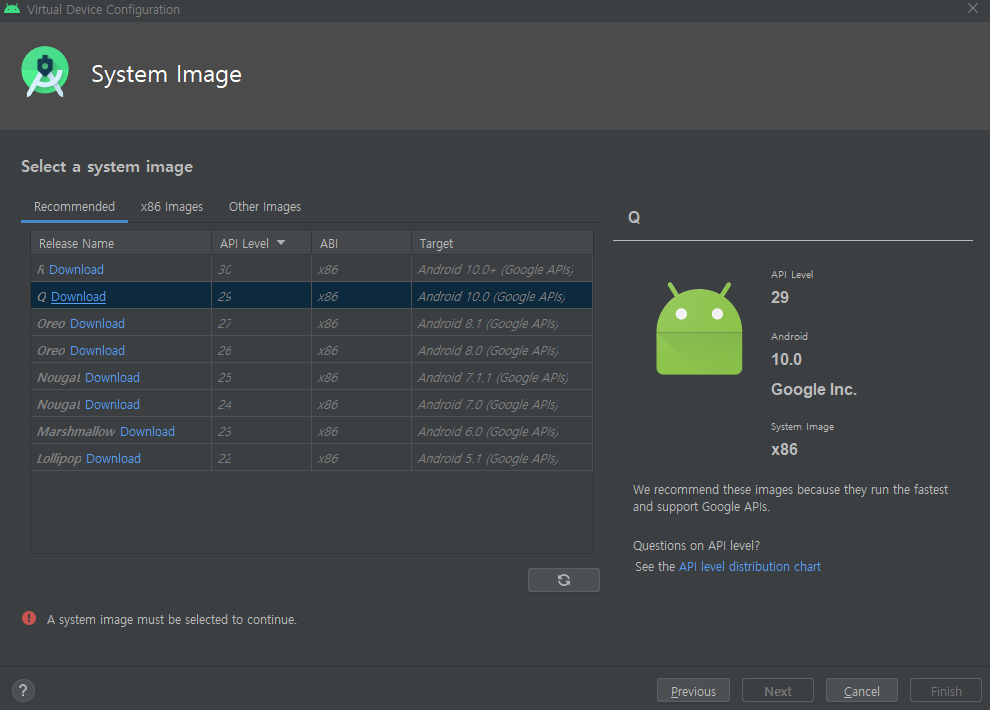 Virtual Device Configuration
System Image
Select a system image
Recommended x86 Images Other Images
Release Name API Level ABI Target
R Download 30 x86 Android 10.0+ (Google APIs)
Q Download 29 x86 Android 10.0 (Google APIs)
Oreo Download 27 x86 Android 8.1 (Google APIs)
Oreo Download 26 x86 Android 8.0 (Google APIs)
Nougat Download 25 x86 Android 7.1.1 (Google APIs)
Nougat Download 24 x86 Android 7.0 (Google APIs)
Marshmallow Download 23 x86 Android 6.0 (Google APIs)
Lollipop Download 22 x86 Android 5.1 (Google APIs)
Q
API Level
29
Android
10.0
Google Inc.
System Image
x86
We recommend these images because they run the fastest
and support Google APIs.
Questions on API level?
See the API level distribution chart
A system image must be selected to continue.
? Previous Next Cancel Finish